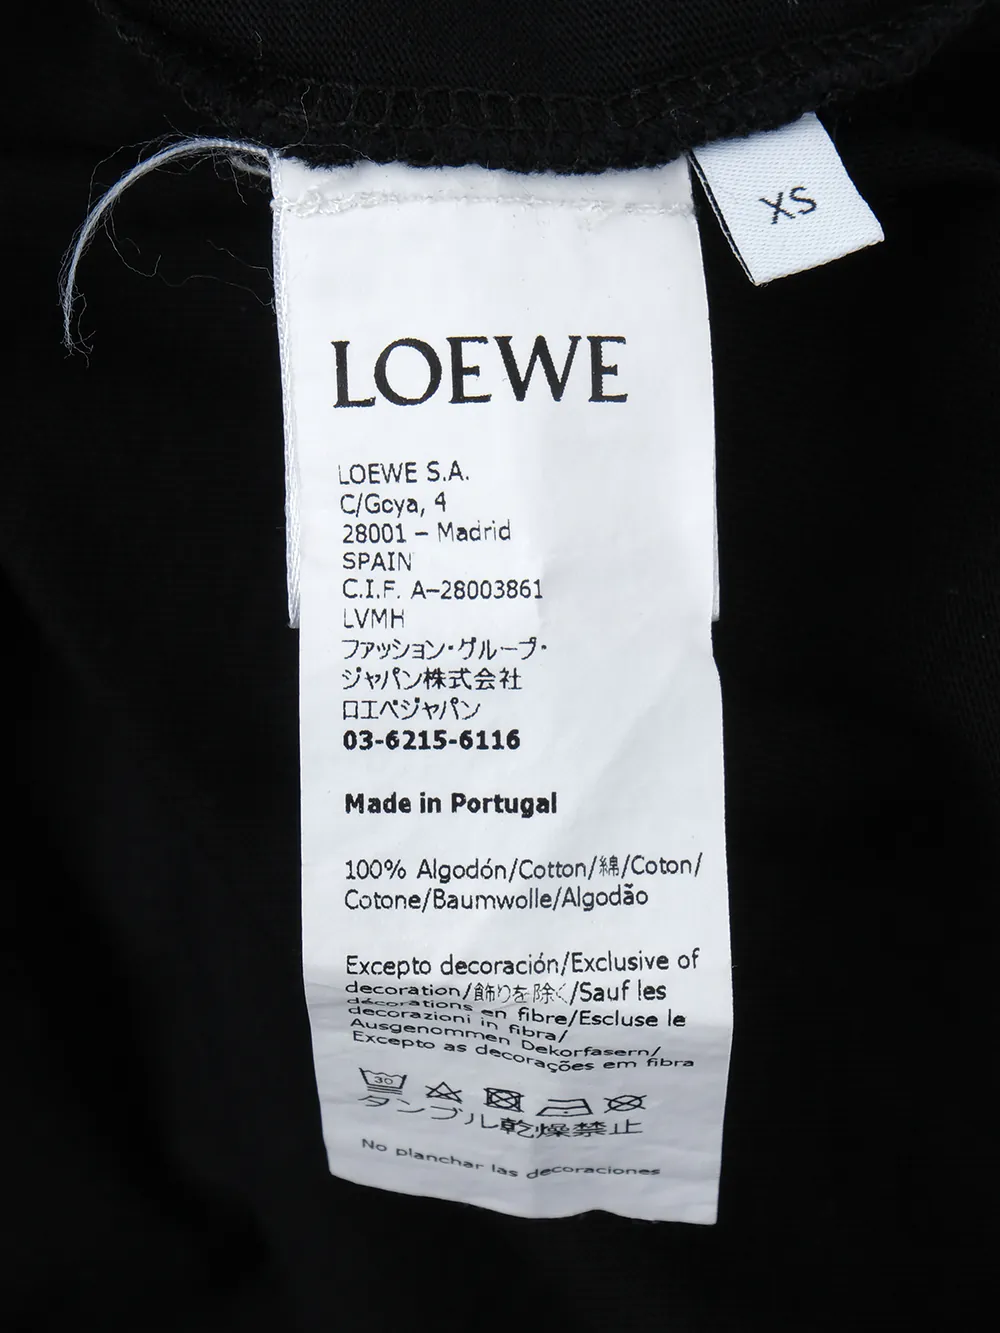 XS
LOEWE
LOEWE S.A.
C/Goya, 4
28001 – Madrid
SPAIN
C.I.F. A–28003861
LVMH
ファッション・グループ・
ジャパン株式会社
ロエベジャパン
03-6215-6116
Made in Portugal
100% Algodón/Cotton/綿/Coton/
Cotone/Baumwolle/Algodão
Excepto decoración/Exclusive of
decoration/飾りを除く/Sauf les
décorations en fibre/Escluse le
decorazioni in fibra/
Ausgenommen Dekorfasern/
Excepto as decorações em fibra
30
タンブル乾燥禁止
No planchar las decoraciones